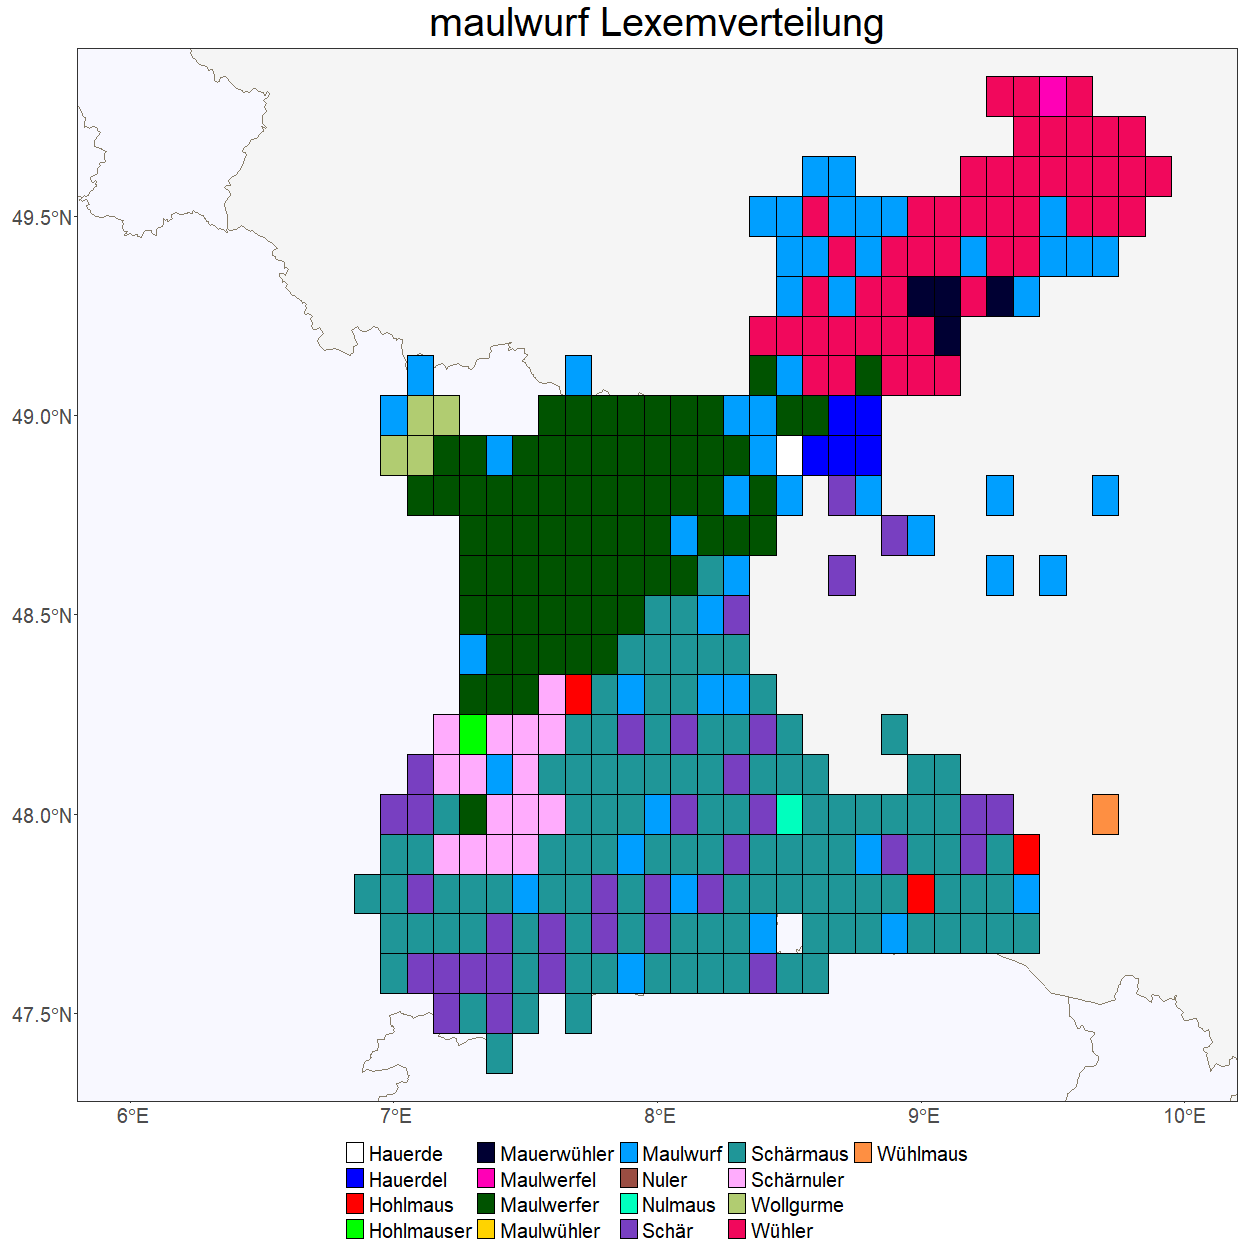 maulwurf Lexemverteilung
49.5°N
49.0°N
48.5°N
48.0°N
47.5°N
6°E 7°E 8°E 9°E 10°E
Hauerde Mauerwühler Maulwurf Schärmaus Wühlmaus
Hauerdel Maulwerfel Nuler Schärnuler
Hohlmaus Maulwerfer Nulmaus Wollgurme
Hohlmauser Maulwühler Schär Wühler